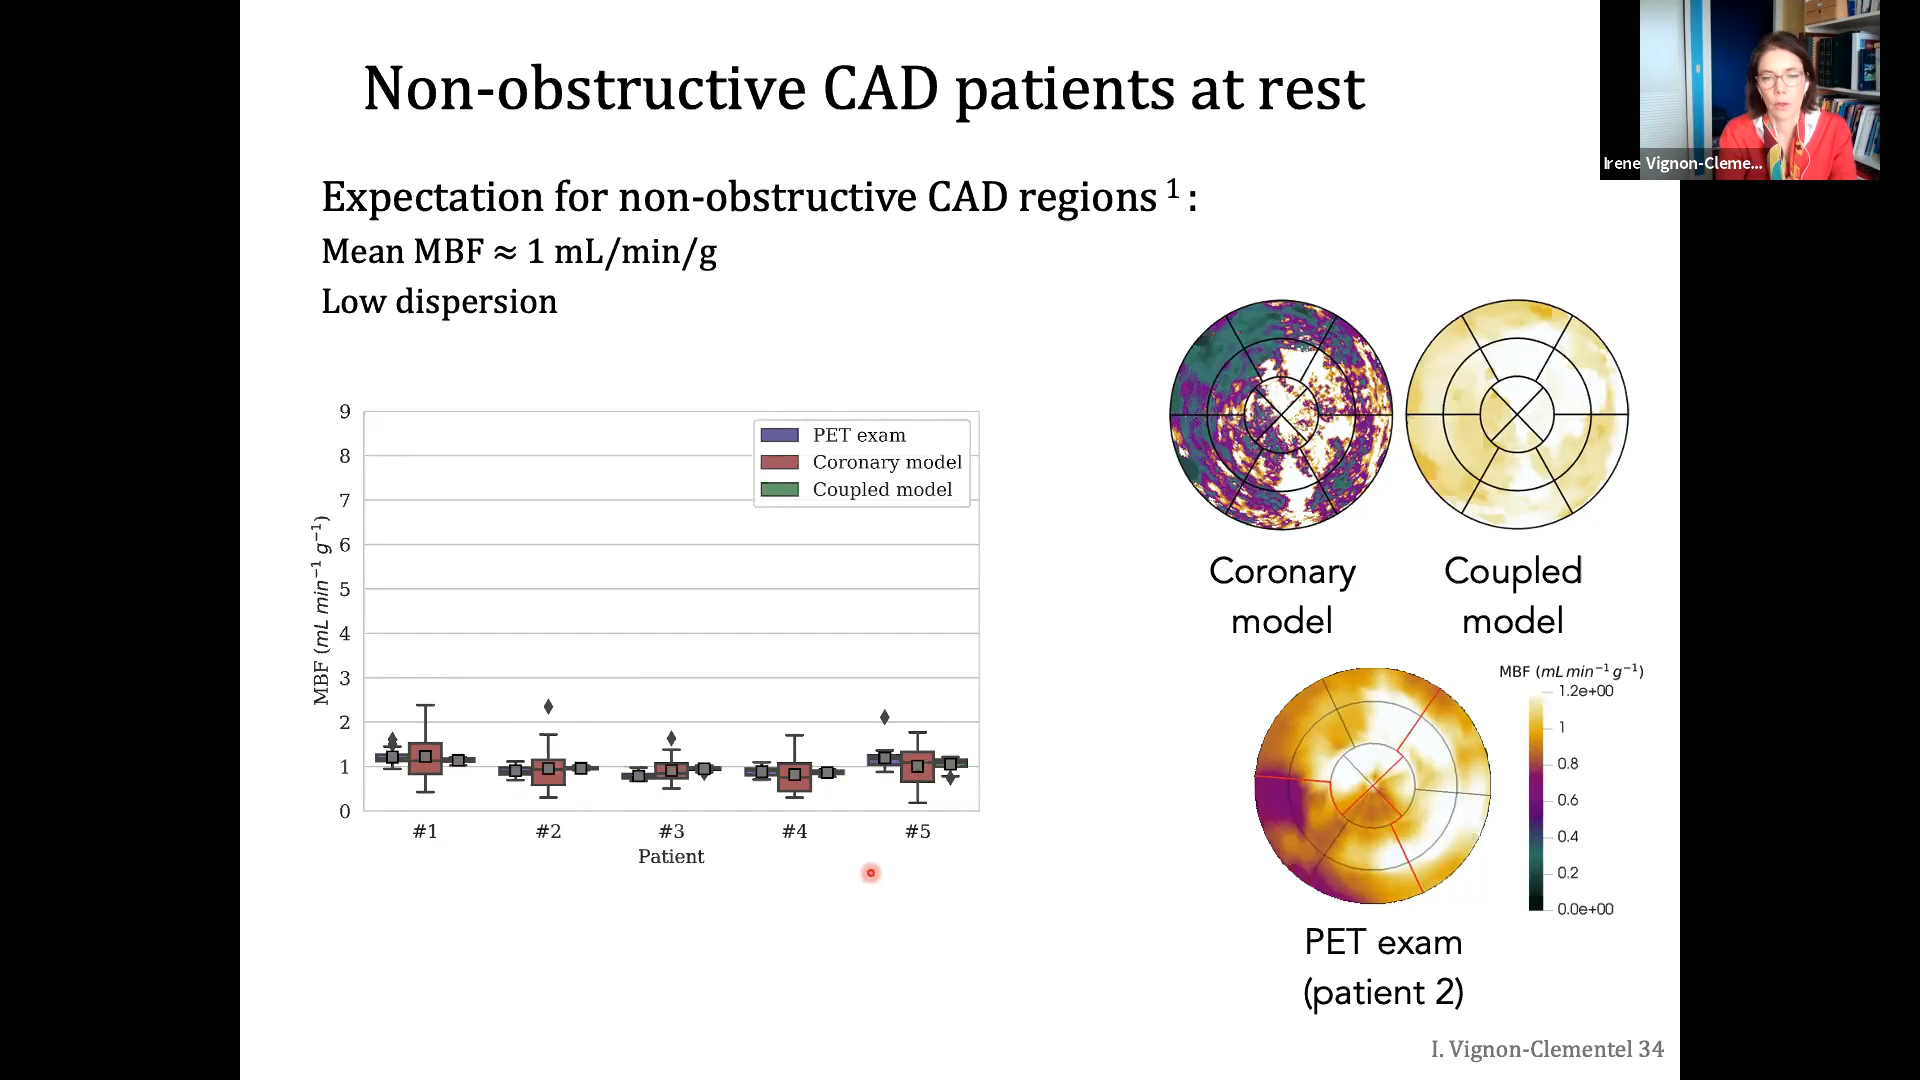 Non-obstructive CAD patients at rest
Irene Vignon-Cleme...
Expectation for non-obstructive CAD regions 1 :
Mean MBF ≈ 1 mL/min/g
Low dispersion
9
8
7
6
5
4
3
2
1
0
MBF (mL min−1 g−1)
PET exam
Coronary model
Coupled model
#1 #2 #3 #4 #5
Patient
Coronary model
Coupled model
MBF (mL min−1 g−1)
1.2e+00
1
0.8
0.6
0.4
0.2
0.0e+00
PET exam
(patient 2)
I. Vignon-Clementel 34